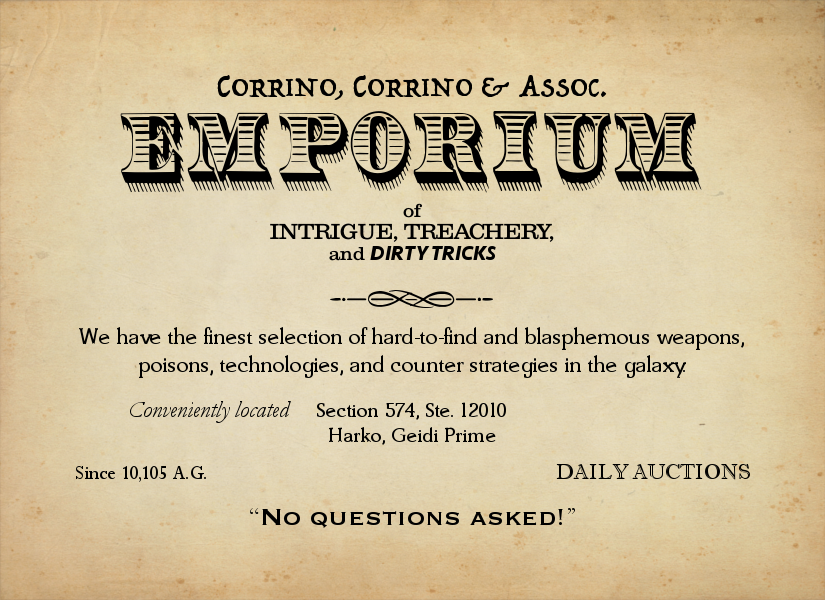 Corrino, Corrino & Assoc.
EMPORIUM
of
INTRIGUE, TREACHERY,
and DIRTY TRICKS
We have the finest selection of hard-to-find and blasphemous weapons,
poisons, technologies, and counter strategies in the galaxy.
Conveniently located Section 574, Ste. 12010
Harko, Geidi Prime
Since 10,105 A.G.
DAILY AUCTIONS
“No questions asked!”